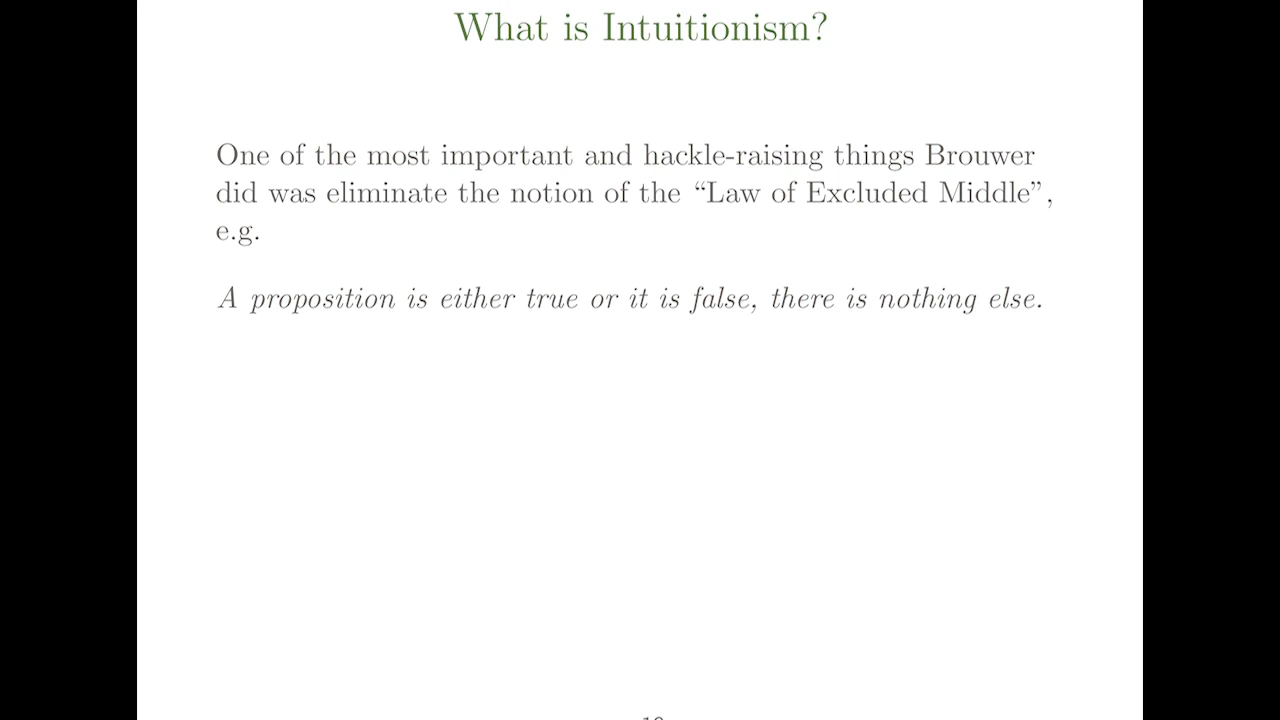 What is Intuitionism?
One of the most important and hackle-raising things Brouwer
did was eliminate the notion of the “Law of Excluded Middle”,
e.g.
A proposition is either true or it is false, there is nothing else.